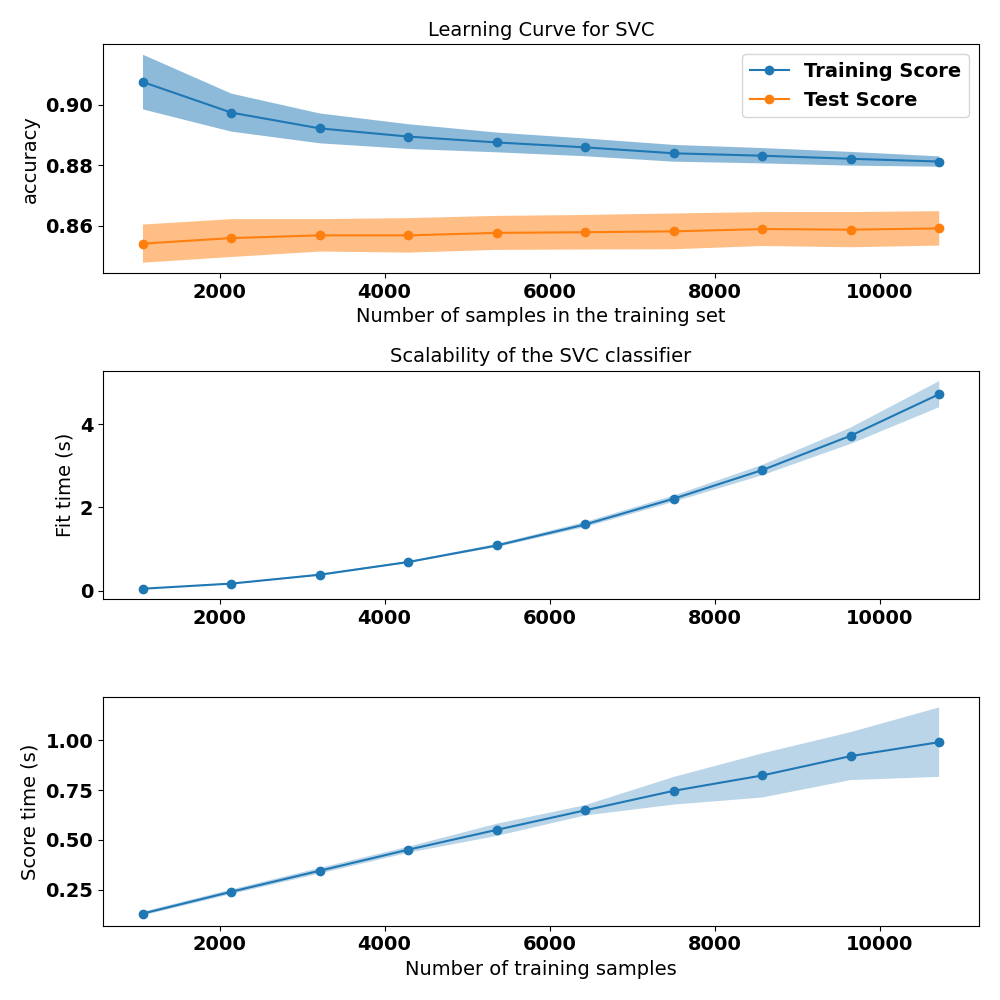 Learning Curve for SVC
Training Score
Test Score
0.90
0.88
0.86
accuracy
2000 4000 6000 8000 10000
Number of samples in the training set
Scalability of the SVC classifier
4
2
0
Fit time (s)
2000 4000 6000 8000 10000
1.00
0.75
0.50
0.25
Score time (s)
2000 4000 6000 8000 10000
Number of training samples